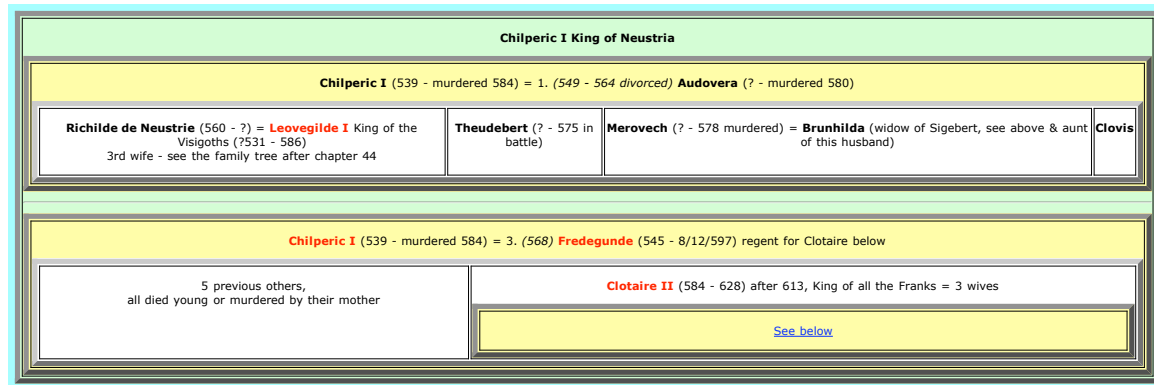 Chilperic I King of Neustria
Chilperic I (539 - murdered 584) = 1. (549 - 564 divorced) Audovera (? - murdered 580)
Richilde de Neustrie (560 - ?) = Leovegilde I King of the
Visigoths (?531 - 586)
3rd wife - see the family tree after chapter 44
Theudebert (? - 575 in
battle)
Merovech (? - 578 murdered) = Brunhilda (widow of Sigebert, see above & aunt
of this husband)
Clovis
Chilperic I (539 - murdered 584) = 3. (568) Fredegunde (545 - 8/12/597) regent for Clotaire below
5 previous others,
all died young or murdered by their mother
Clotaire II (584 - 628) after 613, King of all the Franks = 3 wives
See below